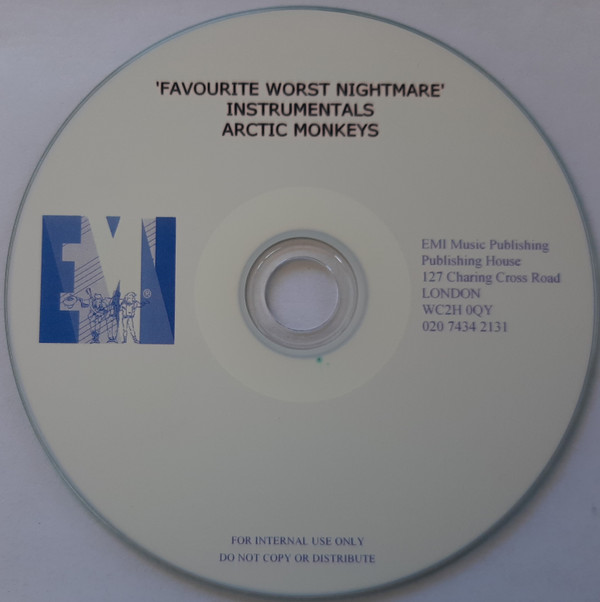 'FAVOURITE WORST NIGHTMARE'
INSTRUMENTALS
ARCTIC MONKEYS
EMI
®
EMI Music Publishing
Publishing House
127 Charing Cross Road
LONDON
WC2H 0QY
020 7434 2131
FOR INTERNAL USE ONLY
DO NOT COPY OR DISTRIBUTE